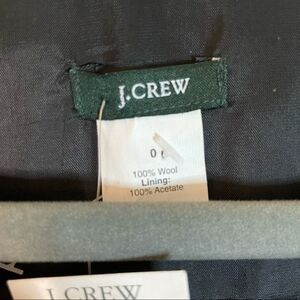 J.CREW
0
100% Wool
Lining:
100% Acetate
J.CREW